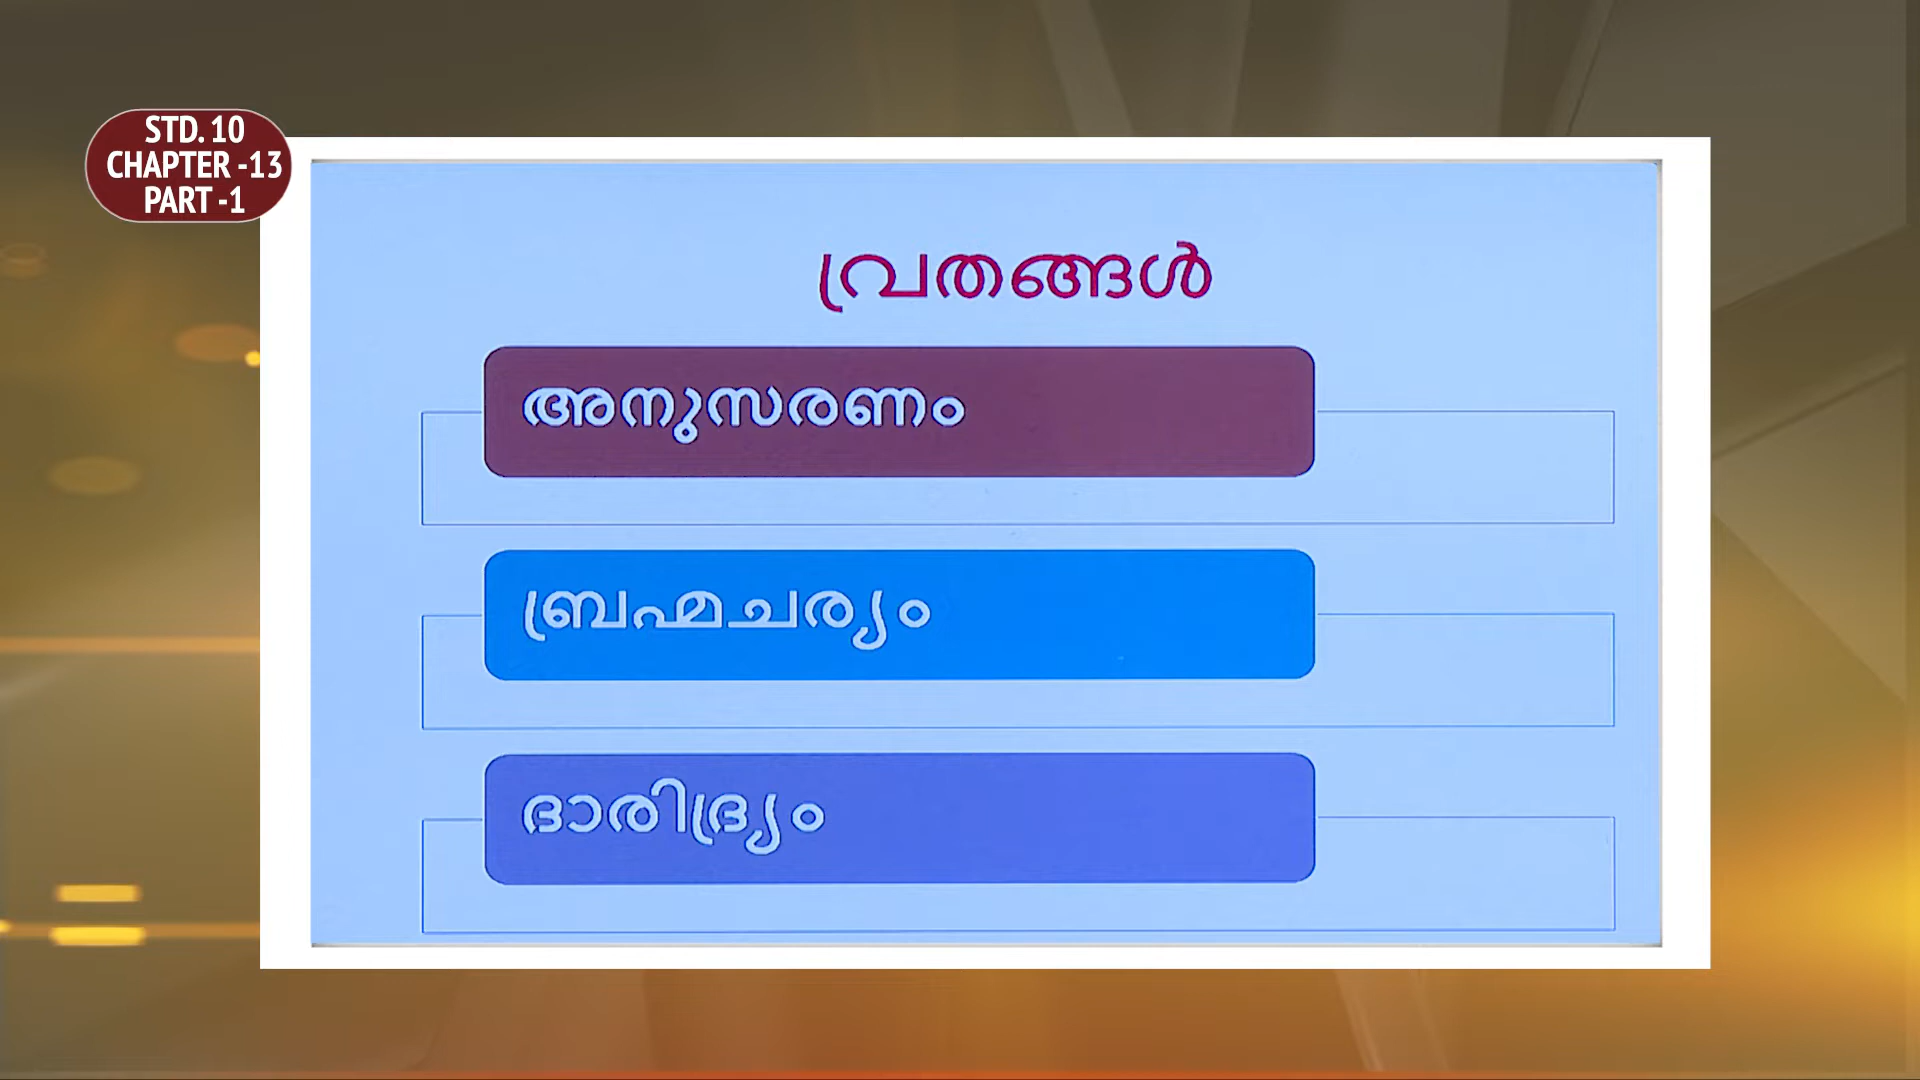 STD. 10
CHAPTER -13
PART -1
വ്രതങ്ങൾ
അനുസരണം
ബ്രഹ്മചര്യം
ദാരിദ്ര്യം